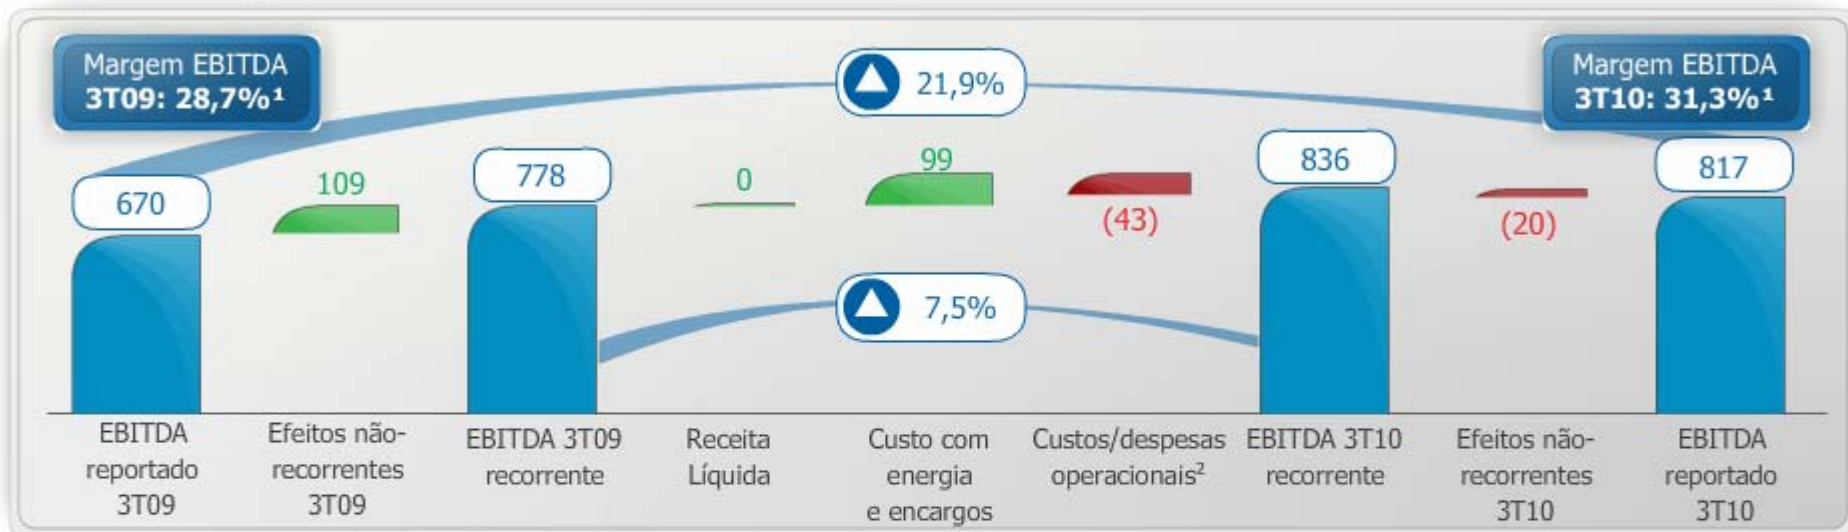 Margem EBITDA
3T09: 28,7%¹
21,9%
Margem EBITDA
3T10: 31,3%¹
670
109
778
0
99
(43)
836
(20)
817
7,5%
EBITDA
reportado
3T09
Efeitos não-
recorrentes
3T09
EBITDA 3T09
recorrente
Receita
Líquida
Custo com
energia
e encargos
Custos/despesas
operacionais²
EBITDA 3T10
recorrente
Efeitos não-
recorrentes
3T10
EBITDA
reportado
3T10